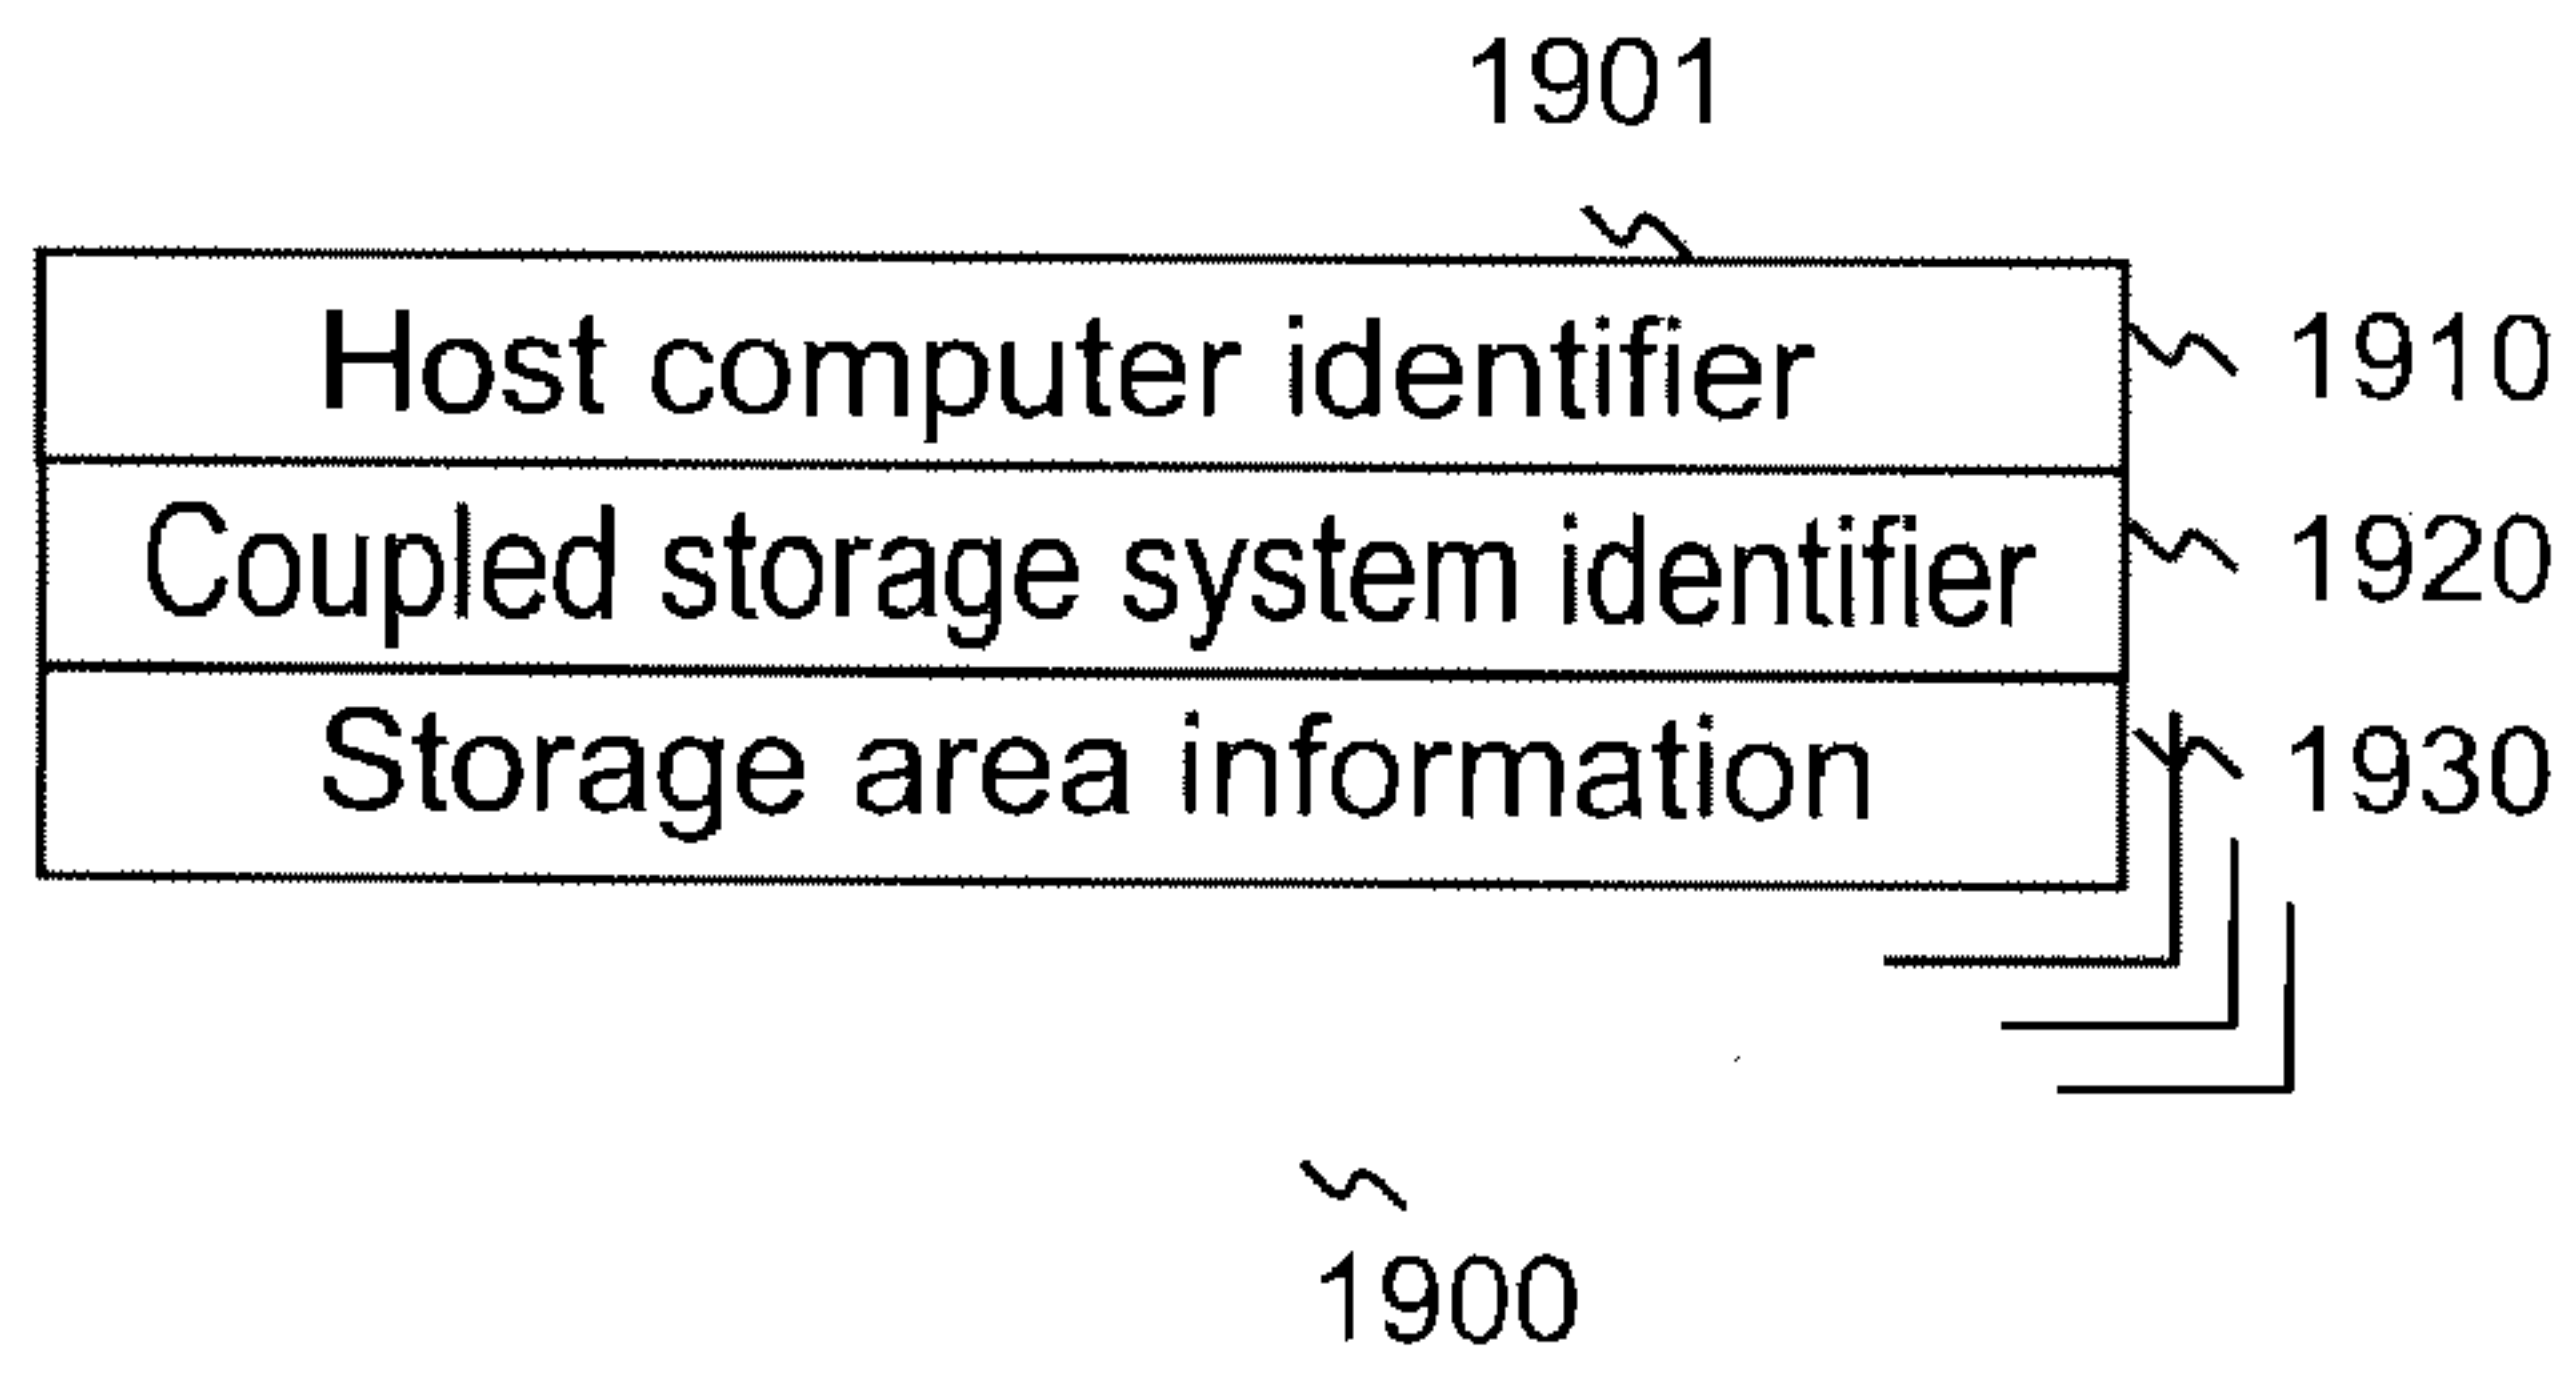 1901
Host computer identifier 1910
Coupled storage system identifier 1920
Storage area information 1930
1900